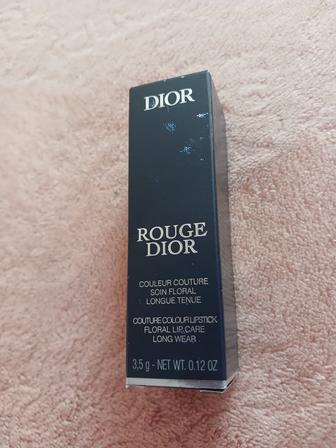 DIOR
ROUGE
DIOR
COULEUR COUTURE
SOIN FLORAL
LONGUE TENUE
COUTURE COLOUR LIPSTICK
FLORAL LIP CARE
LONG WEAR
3,5 g - NET WT. 0.12 OZ